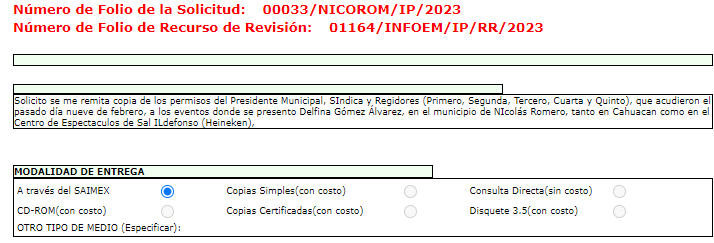 Número de Folio de la Solicitud: 00033/NICOROM/IP/2023
Número de Folio de Recurso de Revisión: 01164/INFOEM/IP/RR/2023
Solicito se me remita copia de los permisos del Presidente Municipal, SIndica y Regidores (Primero, Segunda, Tercero, Cuarta y Quinto), que acudieron el
pasado día nueve de febrero, a los eventos donde se presento Delfina Gómez Álvarez, en el municipio de NIcolás Romero, tanto en Cahuacan como en el
Centro de Espectaculos de Sal ILdefonso (Heineken),
MODALIDAD DE ENTREGA
A través del SAIMEX Copias Simples(con costo) Consulta Directa(sin costo)
CD-ROM(con costo) Copias Certificadas(con costo) Disquete 3.5(con costo)
OTRO TIPO DE MEDIO (Especificar):